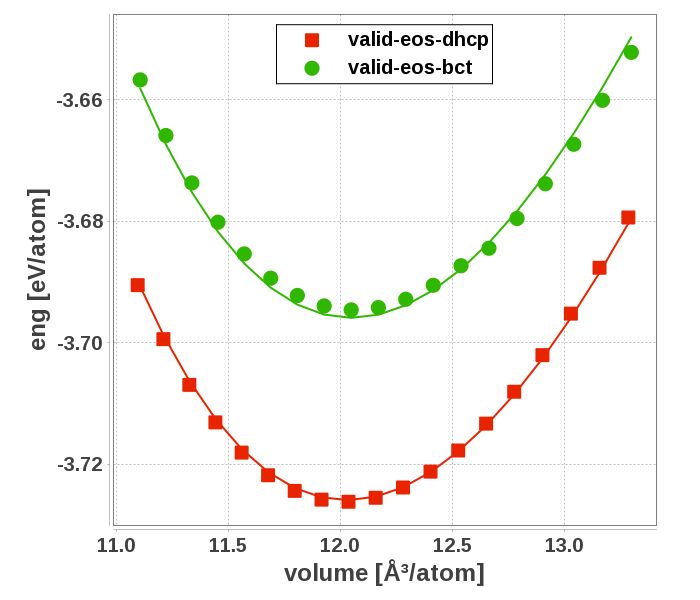 valid-eos-dhcp
valid-eos-bct
eng [eV/atom]
-3.66
-3.68
-3.70
-3.72
11.0 11.5 12.0 12.5 13.0
volume [Å³/atom]